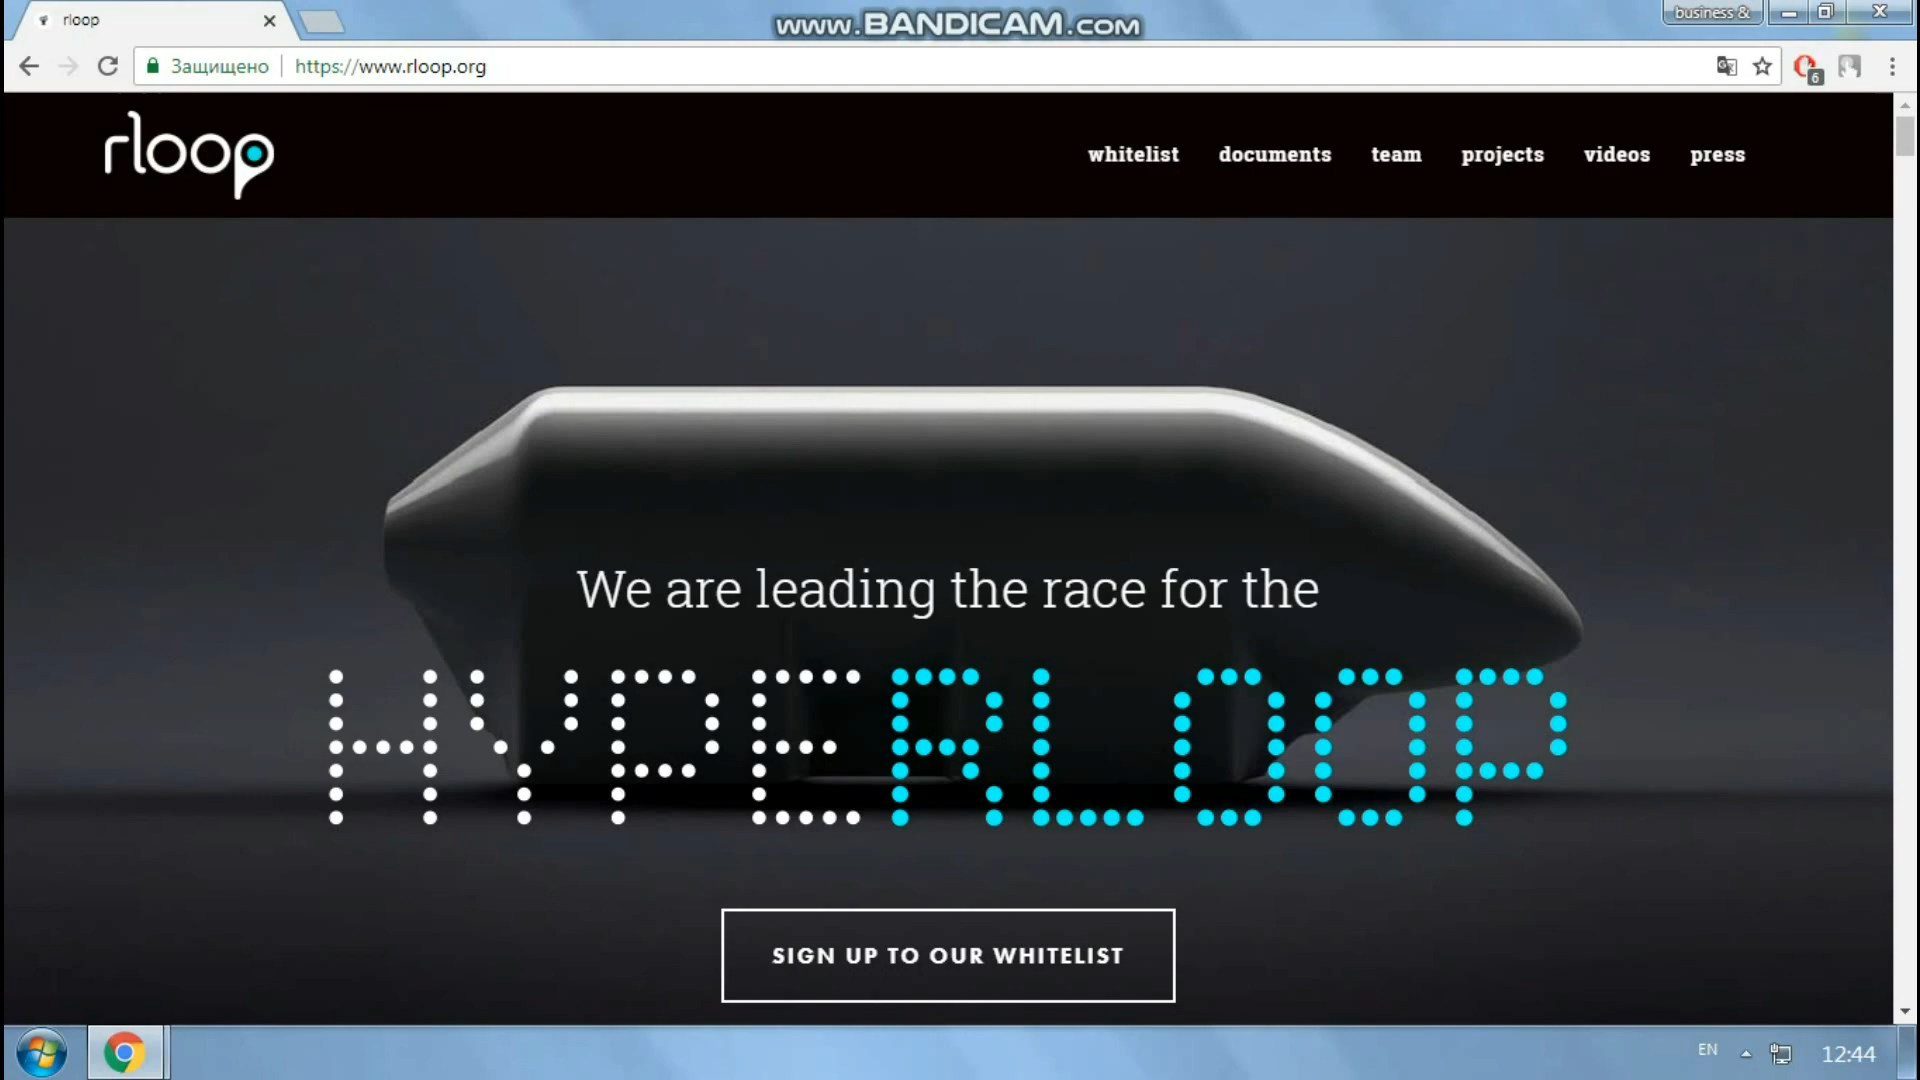 rloop
www.BANDICAM.com
business &
Защищено
https://www.rloop.org
6
rloop
whitelist
documents
team
projects
videos
press
We are leading the race for the
HYPERLOOP
SIGN UP TO OUR WHITELIST
EN
12:44